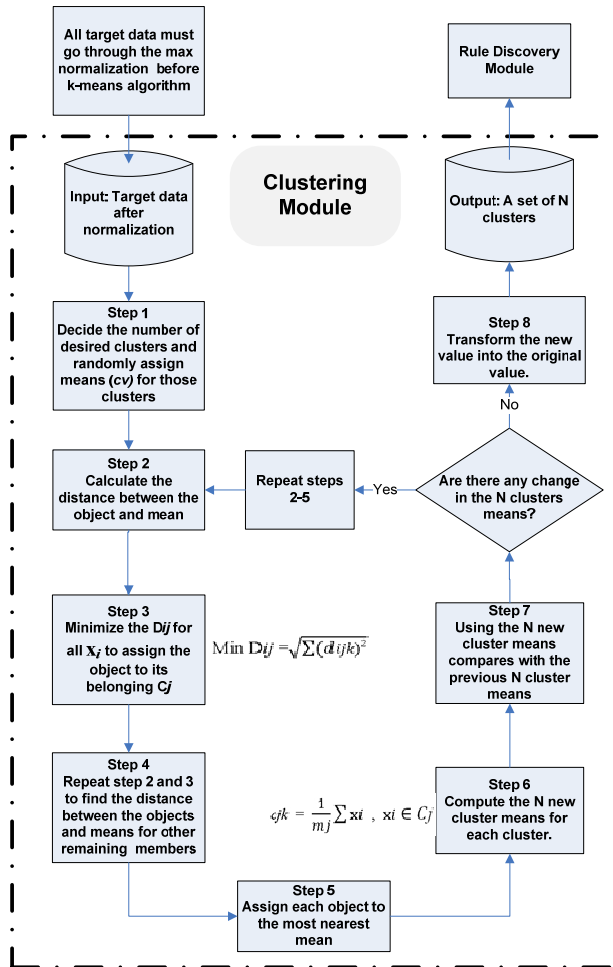 All target data must
go through the max
normalization before
k-means algorithm
Rule Discovery
Module
Clustering
Module
Input: Target data
after
normalization
Output: A set of N
clusters
Step 1
Decide the number of
desired clusters and
randomly assign
means (cv) for those
clusters
Step 8
Transform the new
value into the original
value.
No
Step 2
Calculate the
distance between the
object and mean
Repeat steps
2-5
Yes
Are there any change
in the N clusters
means?
Step 3
Minimize the Dij for
all xi to assign the
object to its
belonging Cj
Min Dij = √∑(dijk)²
Step 7
Using the N new
cluster means
compares with the
previous N cluster
means
Step 4
Repeat step 2 and 3
to find the distance
between the objects
and means for other
remaining members
cjk = 1/mj ∑ xi , xi ∈ Cj
Step 6
Compute the N new
cluster means for
each cluster.
Step 5
Assign each object to
the most nearest
mean